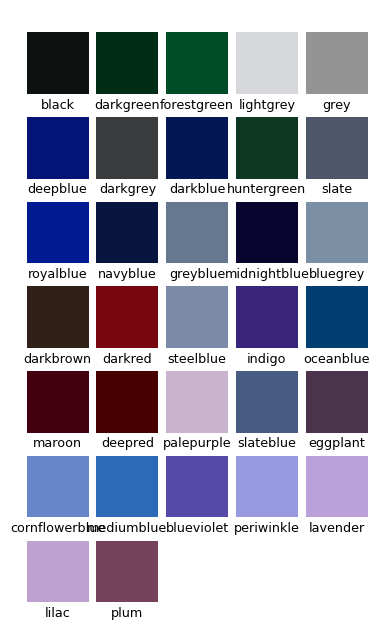 black darkgreen forestgreen lightgrey grey
deepblue darkgrey darkblue huntergreen slate
royalblue navyblue greyblue midnightblue bluegrey
darkbrown darkred steelblue indigo oceanblue
maroon deepred palepurple slateblue eggplant
cornflowerblue mediumblue blueviolet periwinkle lavender
lilac plum